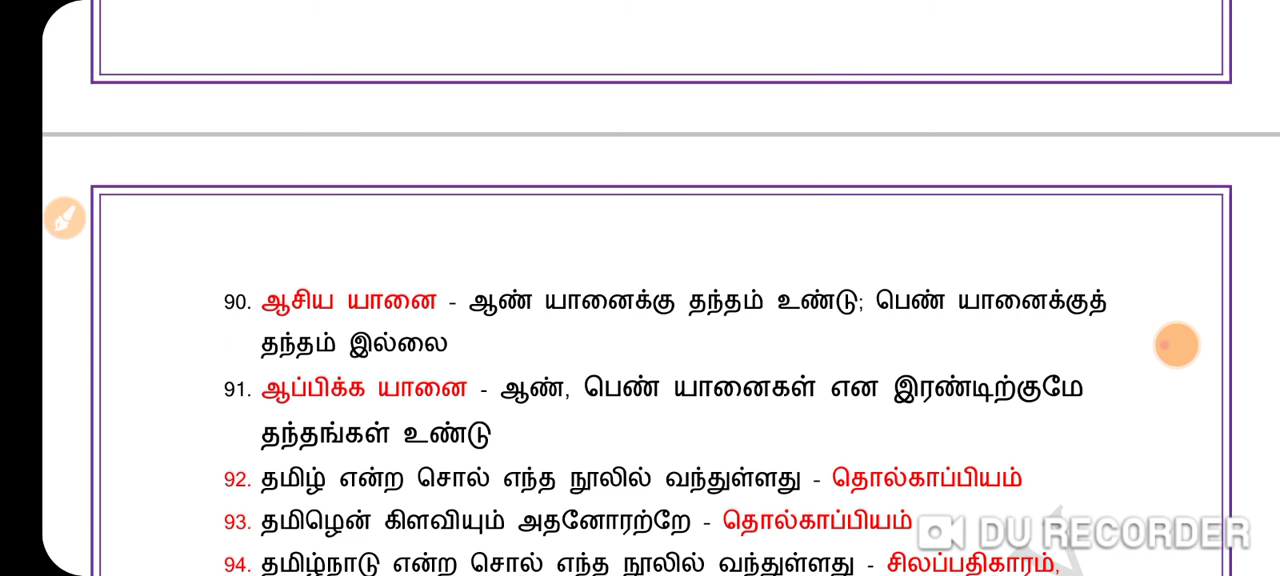 90. ஆசிய யானை - ஆண் யானைக்கு தந்தம் உண்டு; பெண் யானைக்குத்
தந்தம் இல்லை
91. ஆப்பிக்க யானை - ஆண், பெண் யானைகள் என இரண்டிற்குமே
தந்தங்கள் உண்டு
92. தமிழ் என்ற சொல் எந்த நூலில் வந்துள்ளது - தொல்காப்பியம்
93. தமிழென் கிளவியும் அதனோரற்றே - தொல்காப்பியம்
DU RECORDER
94. தமிழ்நாடு என்ற சொல் எந்த நூலில் வந்துள்ளது - சிலப்பதிகாரம்,